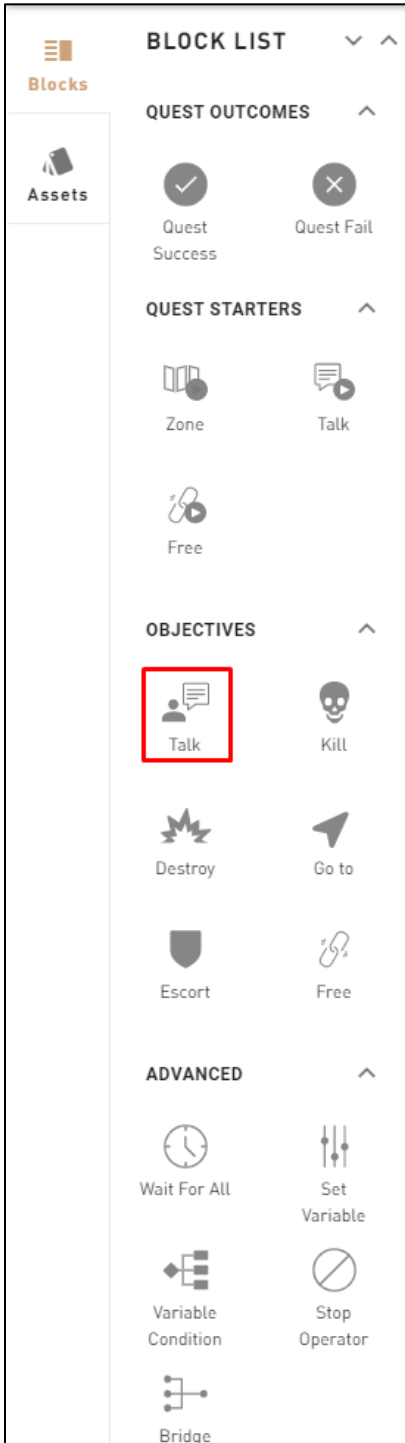 BLOCK LIST
Blocks
Assets
QUEST OUTCOMES
Quest
Success
Quest Fail
QUEST STARTERS
Zone
Talk
Free
OBJECTIVES
Talk
Kill
Destroy
Go to
Escort
Free
ADVANCED
Wait For All
Set
Variable
Variable
Condition
Stop
Operator
Bridge